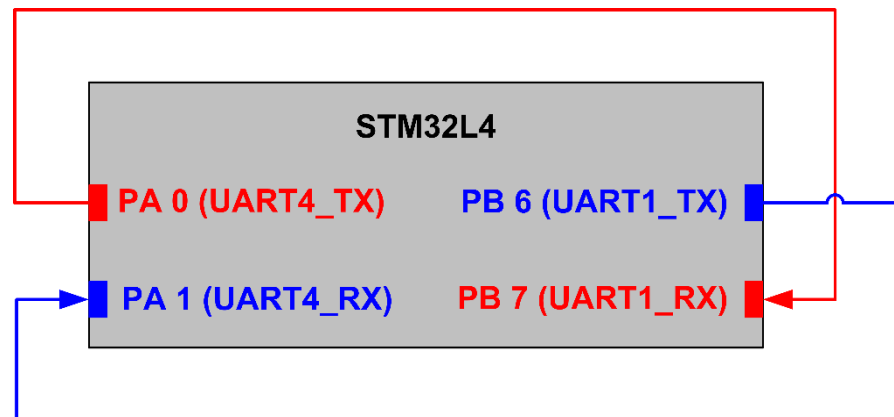 STM32L4
PA 0 (UART4_TX)
PB 6 (UART1_TX)
PA 1 (UART4_RX)
PB 7 (UART1_RX)